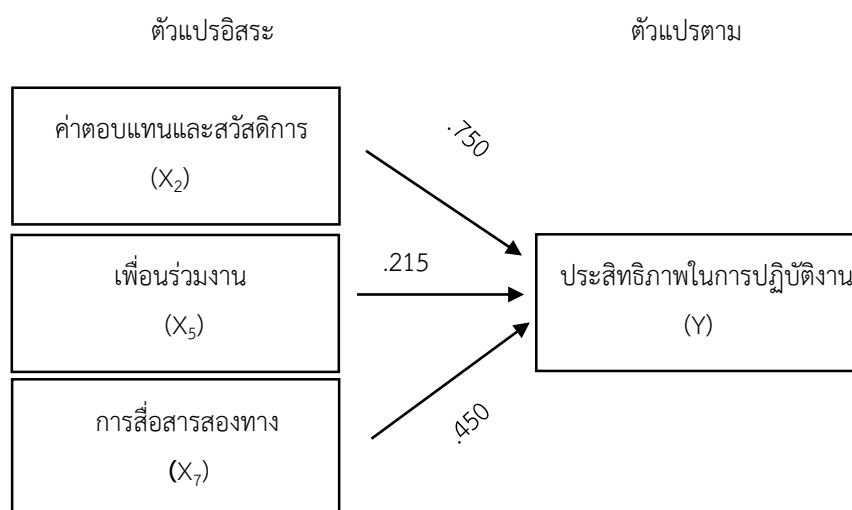 ตัวแปรอิสระ
ตัวแปรตาม
ค่าตอบแทนและสวัสดิการ
(X₂)
.750
เพื่อนร่วมงาน
(X₅)
.215
ประสิทธิภาพในการปฏิบัติงาน
(Y)
การสื่อสารสองทาง
(X₇)
.450